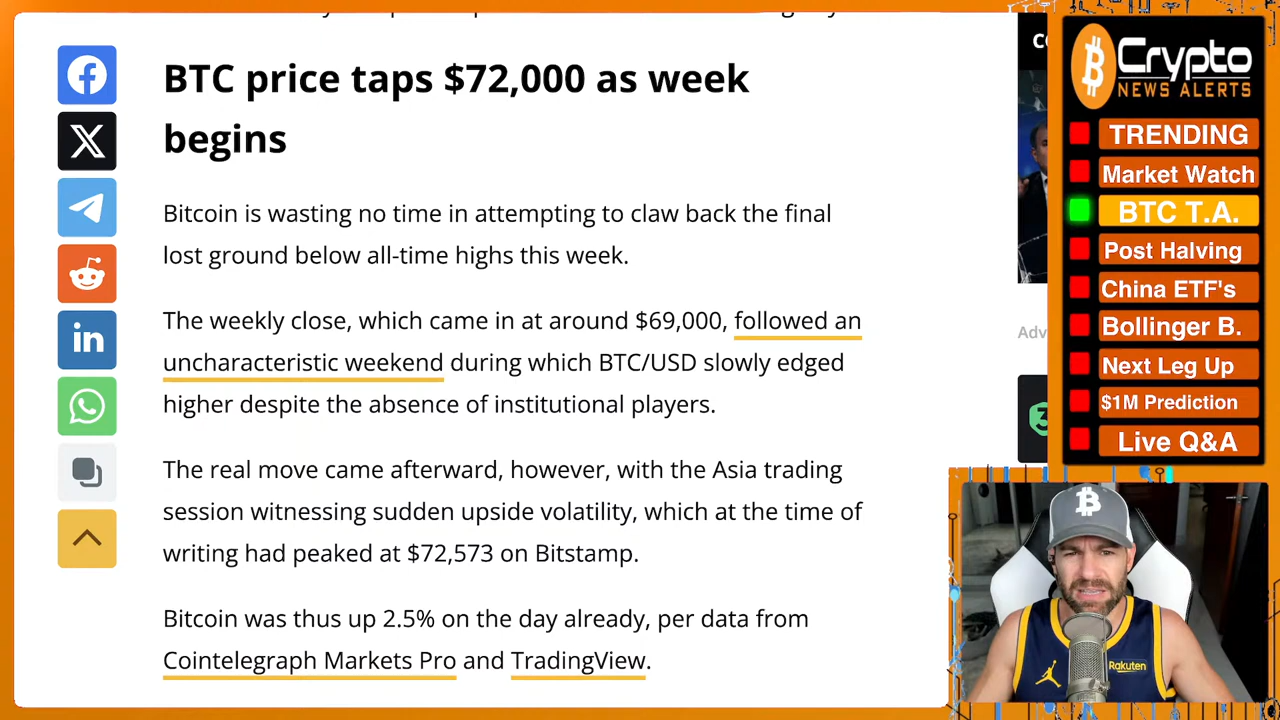 BTC price taps $72,000 as week
begins
Bitcoin is wasting no time in attempting to claw back the final
lost ground below all-time highs this week.
The weekly close, which came in at around $69,000, followed an
uncharacteristic weekend during which BTC/USD slowly edged
higher despite the absence of institutional players.
The real move came afterward, however, with the Asia trading
session witnessing sudden upside volatility, which at the time of
writing had peaked at $72,573 on Bitstamp.
Bitcoin was thus up 2.5% on the day already, per data from
Cointelegraph Markets Pro and TradingView.
Adv
Crypto
NEWS ALERTS
TRENDING
Market Watch
BTC T.A.
Post Halving
China ETF's
Bollinger B.
Next Leg Up
$1M Prediction
Live Q&A
Rakuten